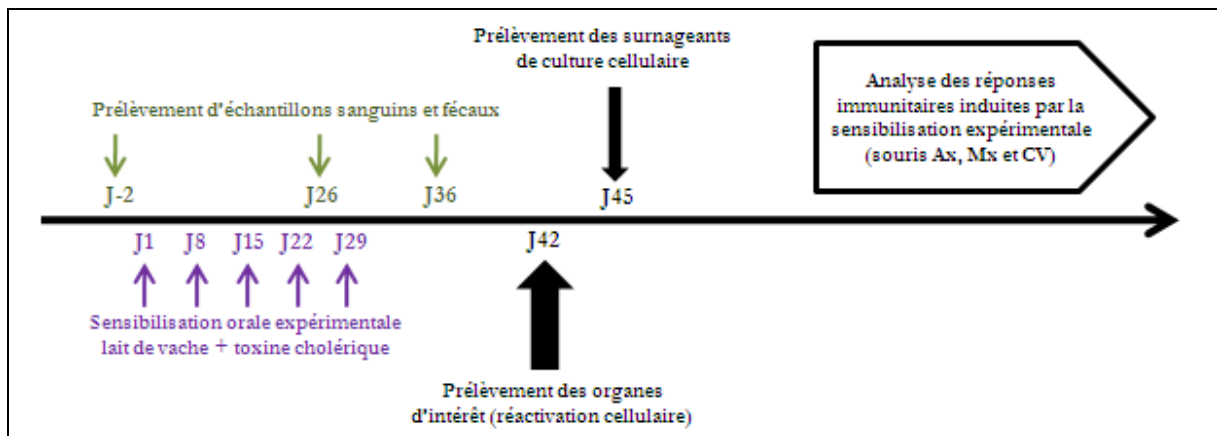 Prélèvement des surnageants
de culture cellulaire
Analyse des réponses
immunitaires induites par la
sensibilisation expérimentale
(souris Ax, Mx et CV)
Prélèvement d'échantillons sanguins et fécaux
J-2 J26 J36 J45
J1 J8 J15 J22 J29 J42
Sensibilisation orale expérimentale
lait de vache + toxine cholérique
Prélèvement des organes
d'intérêt (réactivation cellulaire)